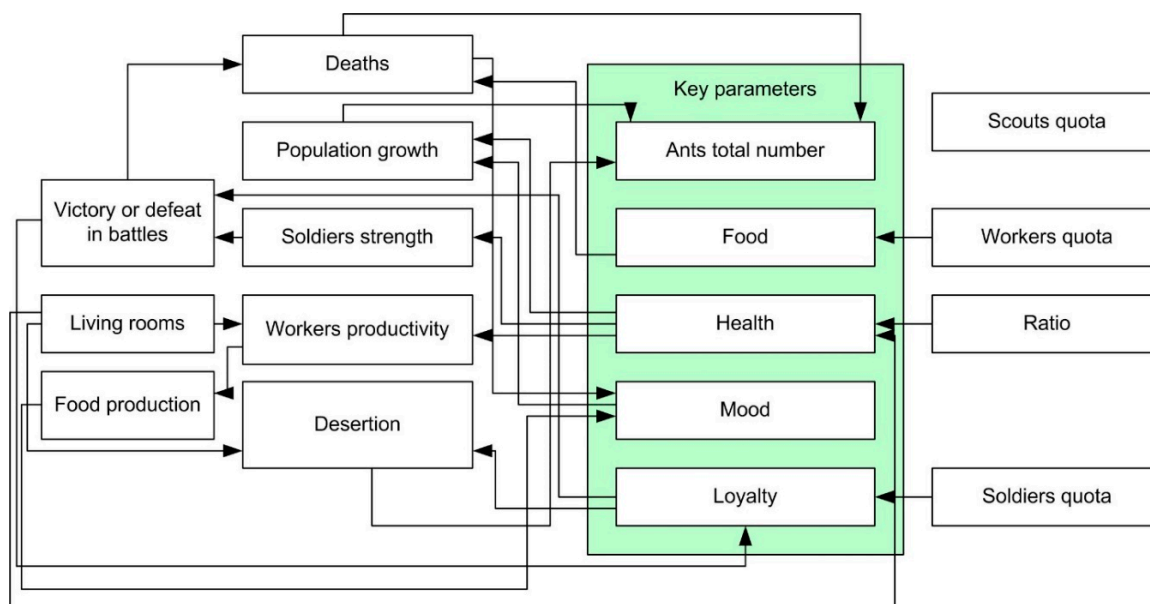 Deaths
Key parameters
Scouts quota
Population growth
Ants total number
Victory or defeat
in battles
Soldiers strength
Food
Workers quota
Living rooms
Workers productivity
Health
Ratio
Food production
Desertion
Mood
Loyalty
Soldiers quota